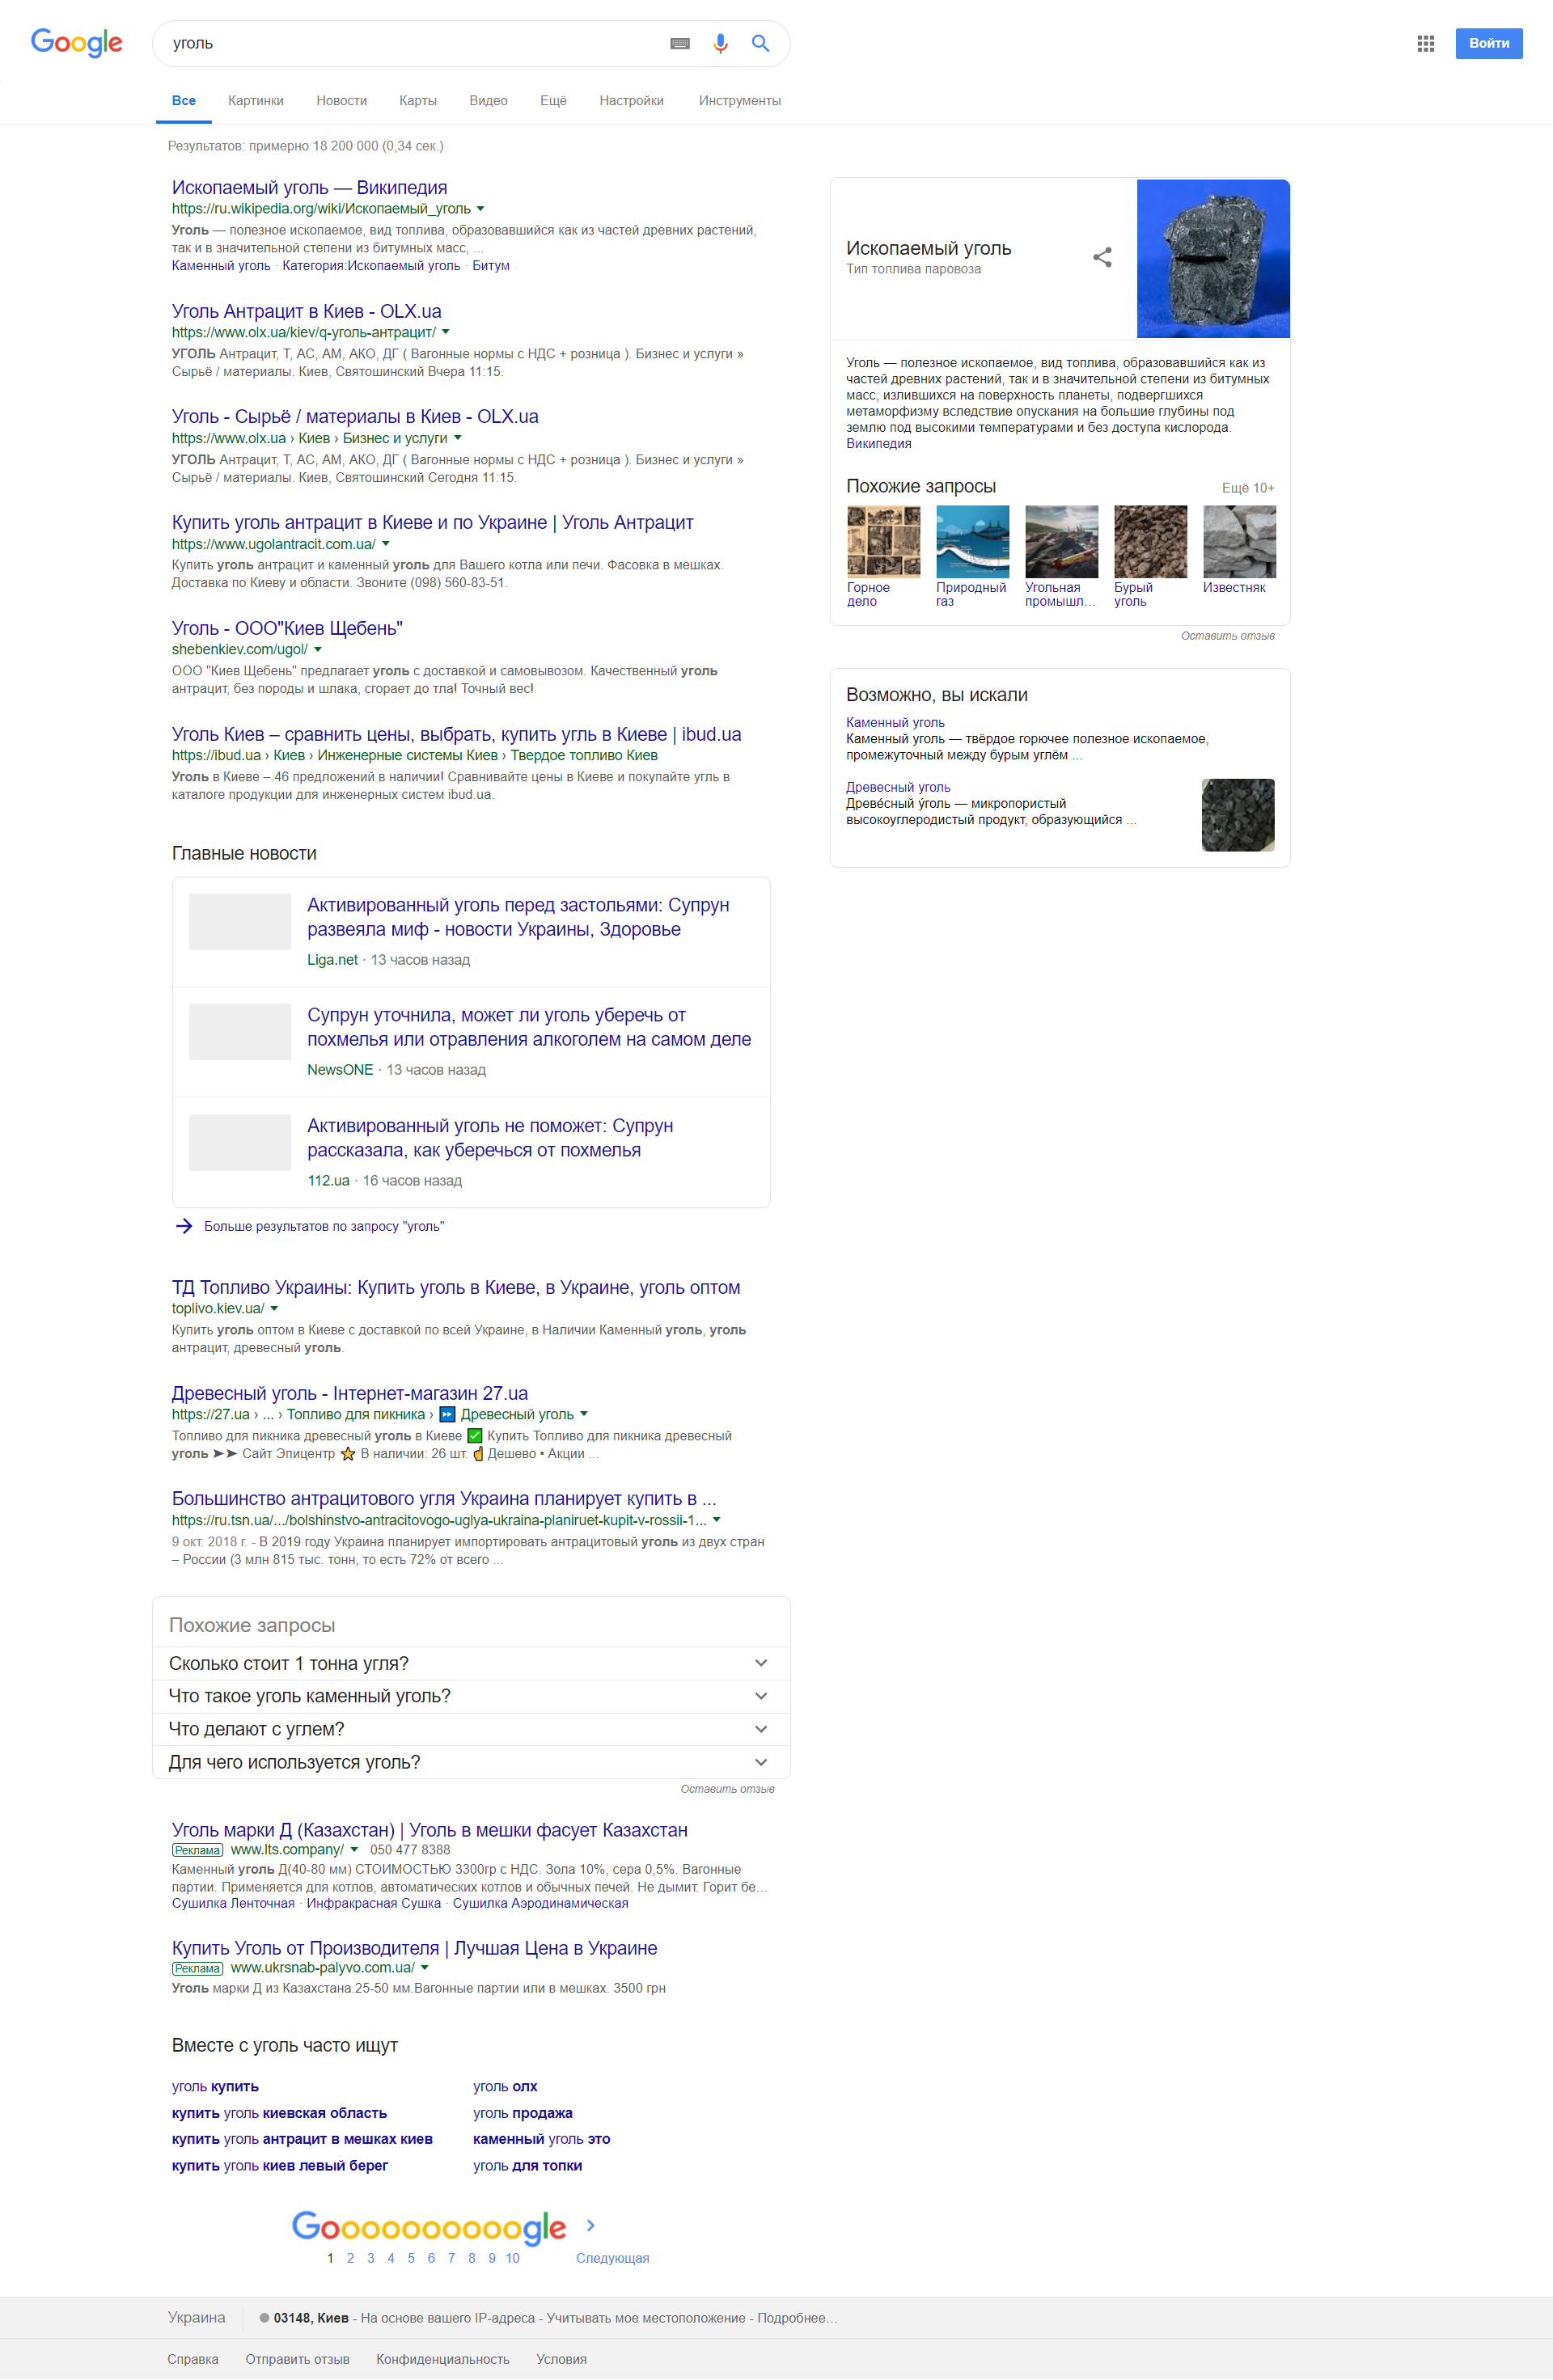 Google
уголь
Войти
Все Картинки Новости Карты Видео Ещё Настройки Инструменты
Результатов: примерно 18 200 000 (0,34 сек.)
Ископаемый уголь — Википедия
https://ru.wikipedia.org/wiki/Ископаемый_уголь
Уголь — полезное ископаемое, вид топлива, образовавшийся как из частей древних растений,
так и в значительной степени из битумных масс, ...
Каменный уголь · Категория:Ископаемый уголь · Битум
Уголь Антрацит в Киев - OLX.ua
https://www.olx.ua/kiev/q-уголь-антрацит/
УГОЛЬ Антрацит, Т, АС, АМ, АКО, ДГ ( Вагонные нормы с НДС + розница ). Бизнес и услуги »
Сырьё / материалы. Киев, Святошинский Вчера 11:15.
Уголь - Сырьё / материалы в Киев - OLX.ua
https://www.olx.ua › Киев › Бизнес и услуги
УГОЛЬ Антрацит, Т, АС, АМ, АКО, ДГ ( Вагонные нормы с НДС + розница ). Бизнес и услуги »
Сырьё / материалы. Киев, Святошинский Сегодня 11:15.
Купить уголь антрацит в Киеве и по Украине | Уголь Антрацит
https://www.ugolantracit.com.ua/
Купить уголь антрацит и каменный уголь для Вашего котла или печи. Фасовка в мешках.
Доставка по Киеву и области. Звоните (098) 560-83-51.
Уголь - ООО"Киев Щебень"
shebenkiev.com/ugol/
ООО "Киев Щебень" предлагает уголь с доставкой и самовывозом. Качественный уголь
антрацит, без породы и шлака, сгорает до тла! Точный вес!
Уголь Киев – сравнить цены, выбрать, купить угль в Киеве | ibud.ua
https://ibud.ua › Киев › Инженерные системы Киев › Твердое топливо Киев
Уголь в Киеве – 46 предложений в наличии! Сравнивайте цены в Киеве и покупайте угль в
каталоге продукции для инженерных систем ibud.ua.
Главные новости
Активированный уголь перед застольями: Супрун
развеяла миф - новости Украины, Здоровье
Liga.net · 13 часов назад
Супрун уточнила, может ли уголь уберечь от
похмелья или отравления алкоголем на самом деле
NewsONE · 13 часов назад
Активированный уголь не поможет: Супрун
рассказала, как уберечься от похмелья
112.ua · 16 часов назад
Больше результатов по запросу "уголь"
ТД Топливо Украины: Купить уголь в Киеве, в Украине, уголь оптом
toplivo.kiev.ua/
Купить уголь оптом в Киеве с доставкой по всей Украине, в Наличии Каменный уголь, уголь
антрацит, древесный уголь.
Древесный уголь - Інтернет-магазин 27.ua
https://27.ua › ... › Топливо для пикника › ⏩ Древесный уголь
Топливо для пикника древесный уголь в Киеве ✅ Купить Топливо для пикника древесный
уголь ➤➤ Сайт Эпицентр ⭐ В наличии: 26 шт. ☝ Дешево • Акции ...
Большинство антрацитового угля Украина планирует купить в ...
https://ru.tsn.ua/.../bolshinstvo-antracitovogo-uglya-ukraina-planiruet-kupit-v-rossii-1...
9 окт. 2018 г. - В 2019 году Украина планирует импортировать антрацитовый уголь из двух стран
– России (3 млн 815 тыс. тонн, то есть 72% от всего ...
Похожие запросы
Сколько стоит 1 тонна угля?
Что такое уголь каменный уголь?
Что делают с углем?
Для чего используется уголь?
Оставить отзыв
Уголь марки Д (Казахстан) | Уголь в мешки фасует Казахстан
Реклама www.lts.company/ 050 477 8388
Каменный уголь Д(40-80 мм) СТОИМОСТЬЮ 3300гр с НДС. Зола 10%, сера 0,5%. Вагонные
партии. Применяется для котлов, автоматических котлов и обычных печей. Не дымит. Горит бе...
Сушилка Ленточная · Инфракрасная Сушка · Сушилка Аэродинамическая
Купить Уголь от Производителя | Лучшая Цена в Украине
Реклама www.ukrsnab-palyvo.com.ua/
Уголь марки Д из Казахстана.25-50 мм.Вагонные партии или в мешках. 3500 грн
Вместе с уголь часто ищут
уголь купить
купить уголь киевская область
купить уголь антрацит в мешках киев
купить уголь киев левый берег
уголь олх
уголь продажа
каменный уголь это
уголь для топки
Goooooooooogle
1 2 3 4 5 6 7 8 9 10 Следующая
Ископаемый уголь
Тип топлива паровоза
Уголь — полезное ископаемое, вид топлива, образовавшийся как из
частей древних растений, так и в значительной степени из битумных
масс, излившихся на поверхность планеты, подвергшихся
метаморфизму вследствие опускания на большие глубины под
землю под высокими температурами и без доступа кислорода.
Википедия
Похожие запросы
Ещё 10+
Горное
дело
Природный
газ
Угольная
промышл...
Бурый
уголь
Известняк
Оставить отзыв
Возможно, вы искали
Каменный уголь
Каменный уголь — твёрдое горючее полезное ископаемое,
промежуточный между бурым углём ...
Древесный уголь
Древе́сный у́голь — микропористый
высокоуглеродистый продукт, образующийся ...
Украина
03148, Киев - На основе вашего IP-адреса - Учитывать мое местоположение - Подробнее...
Справка Отправить отзыв Конфиденциальность Условия